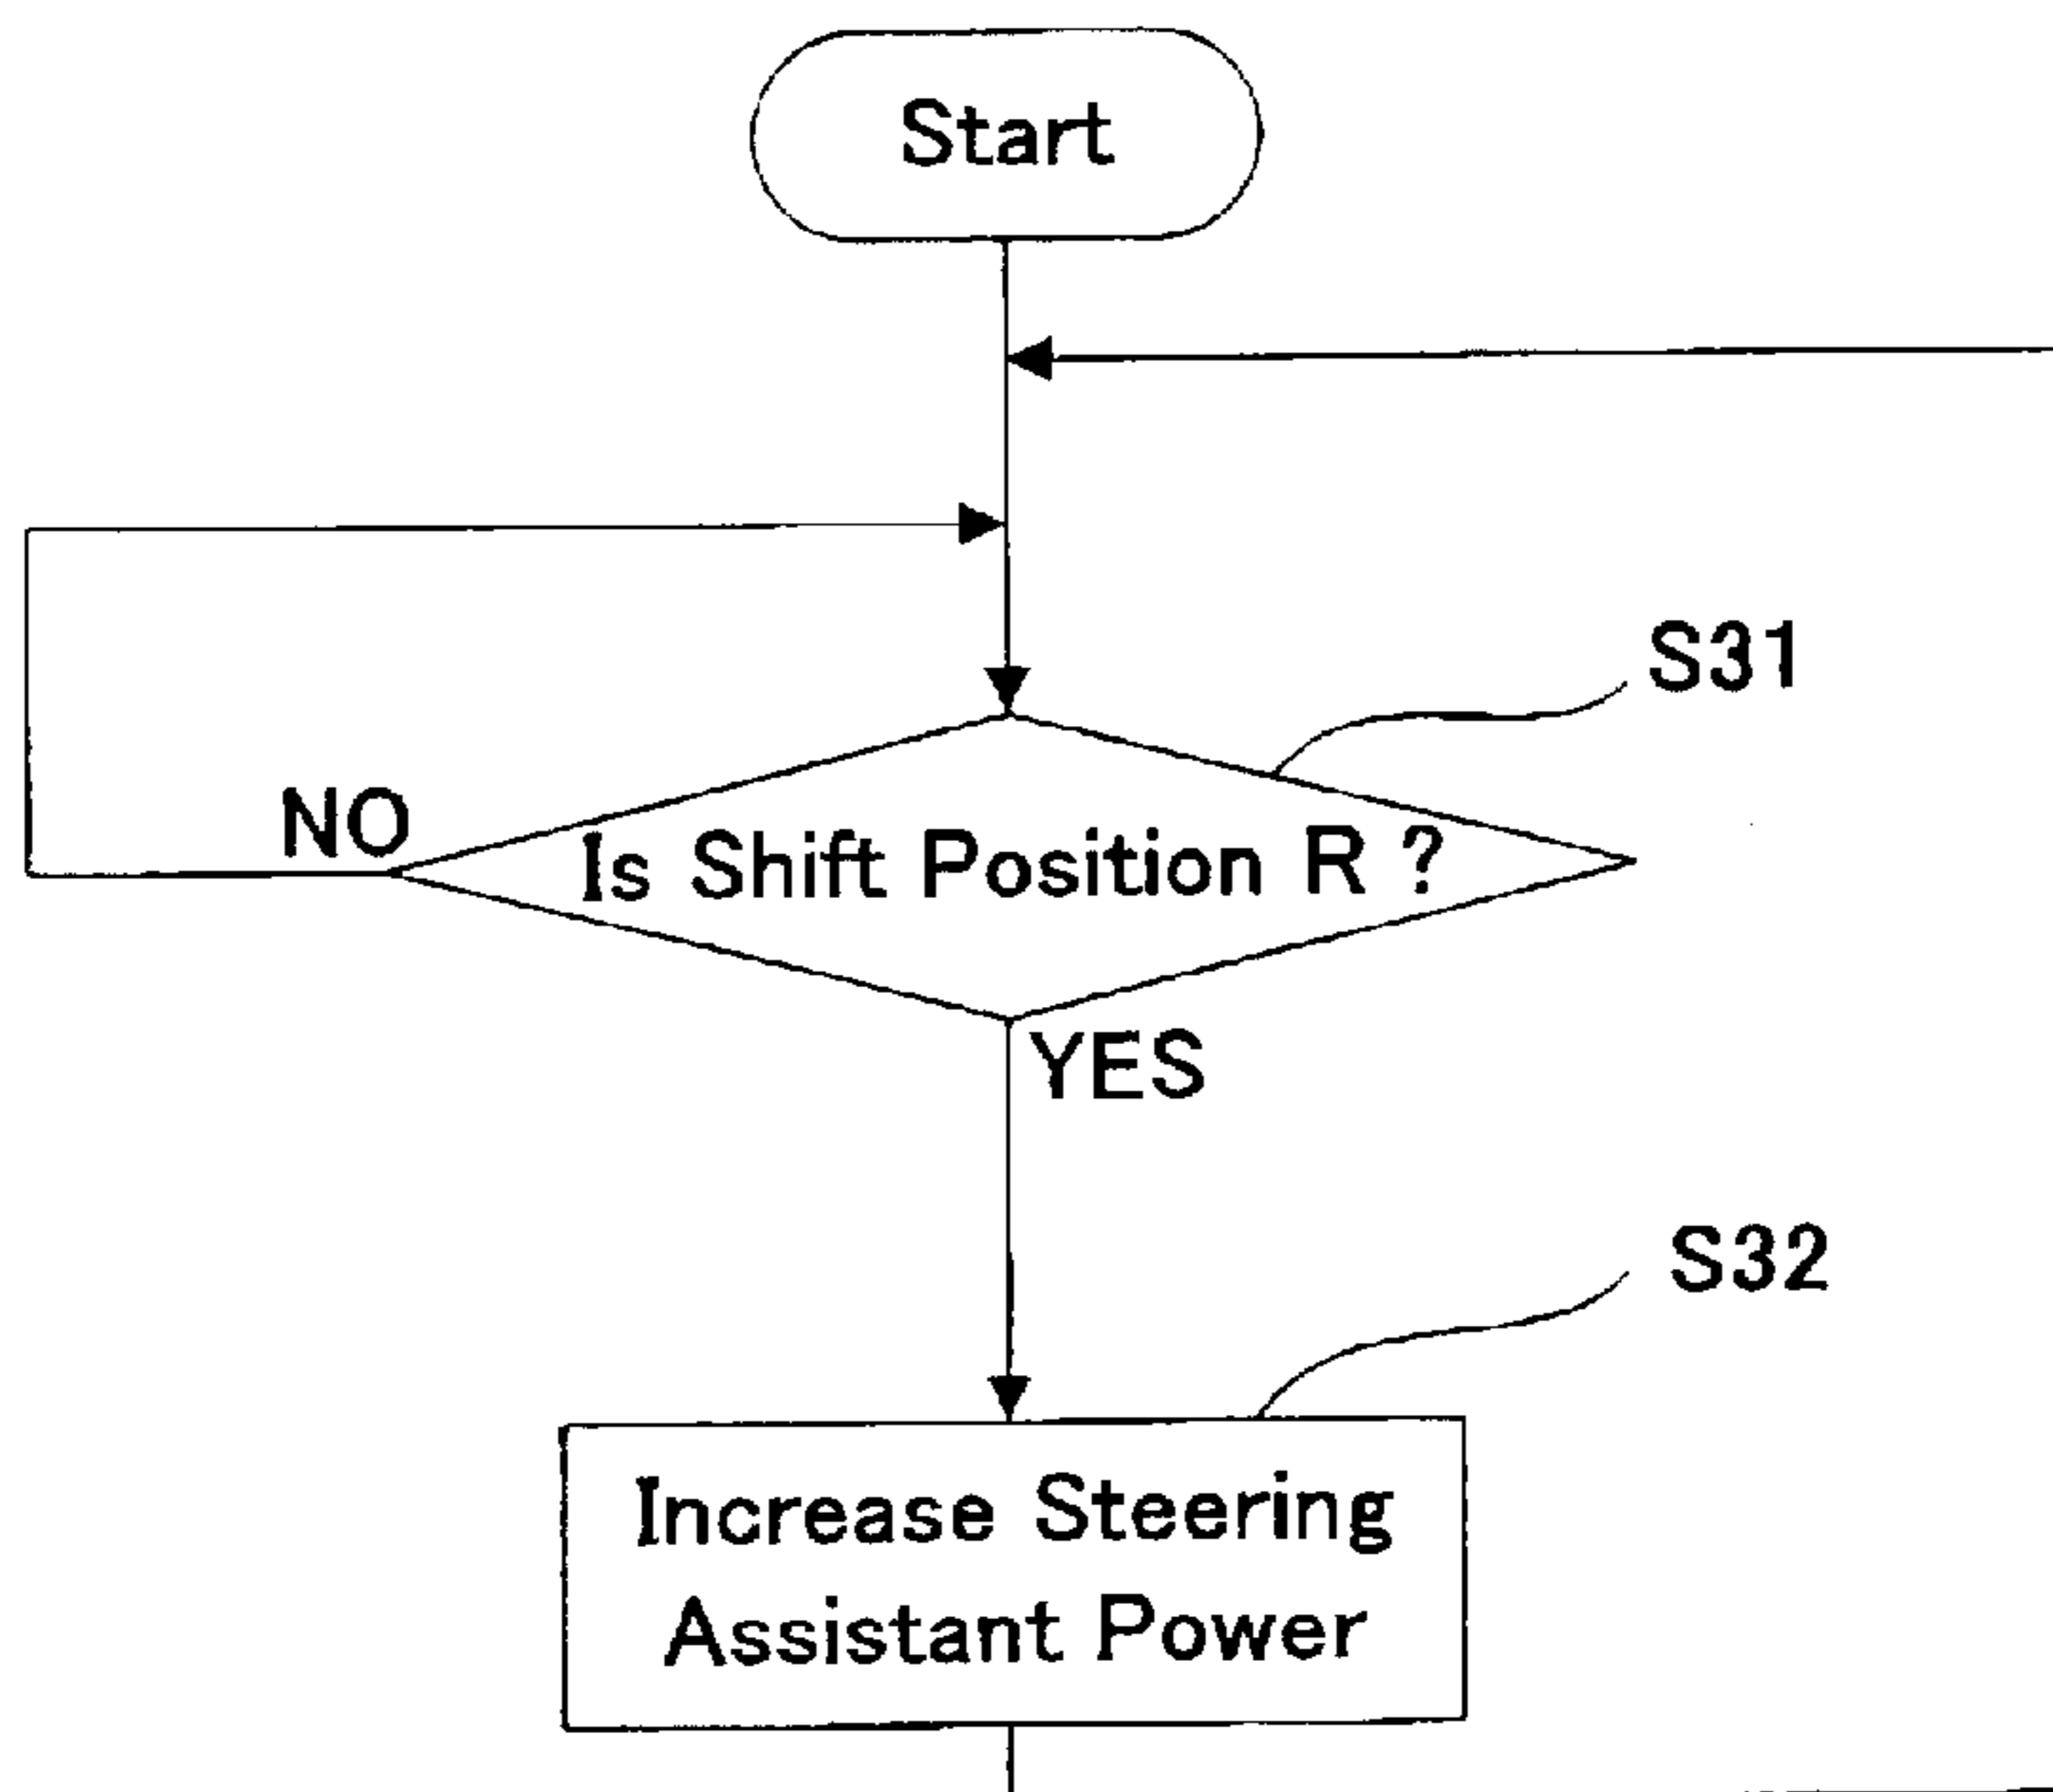 Start
S31
NO
Is Shift Position R ?
YES
S32
Increase Steering
Assistant Power